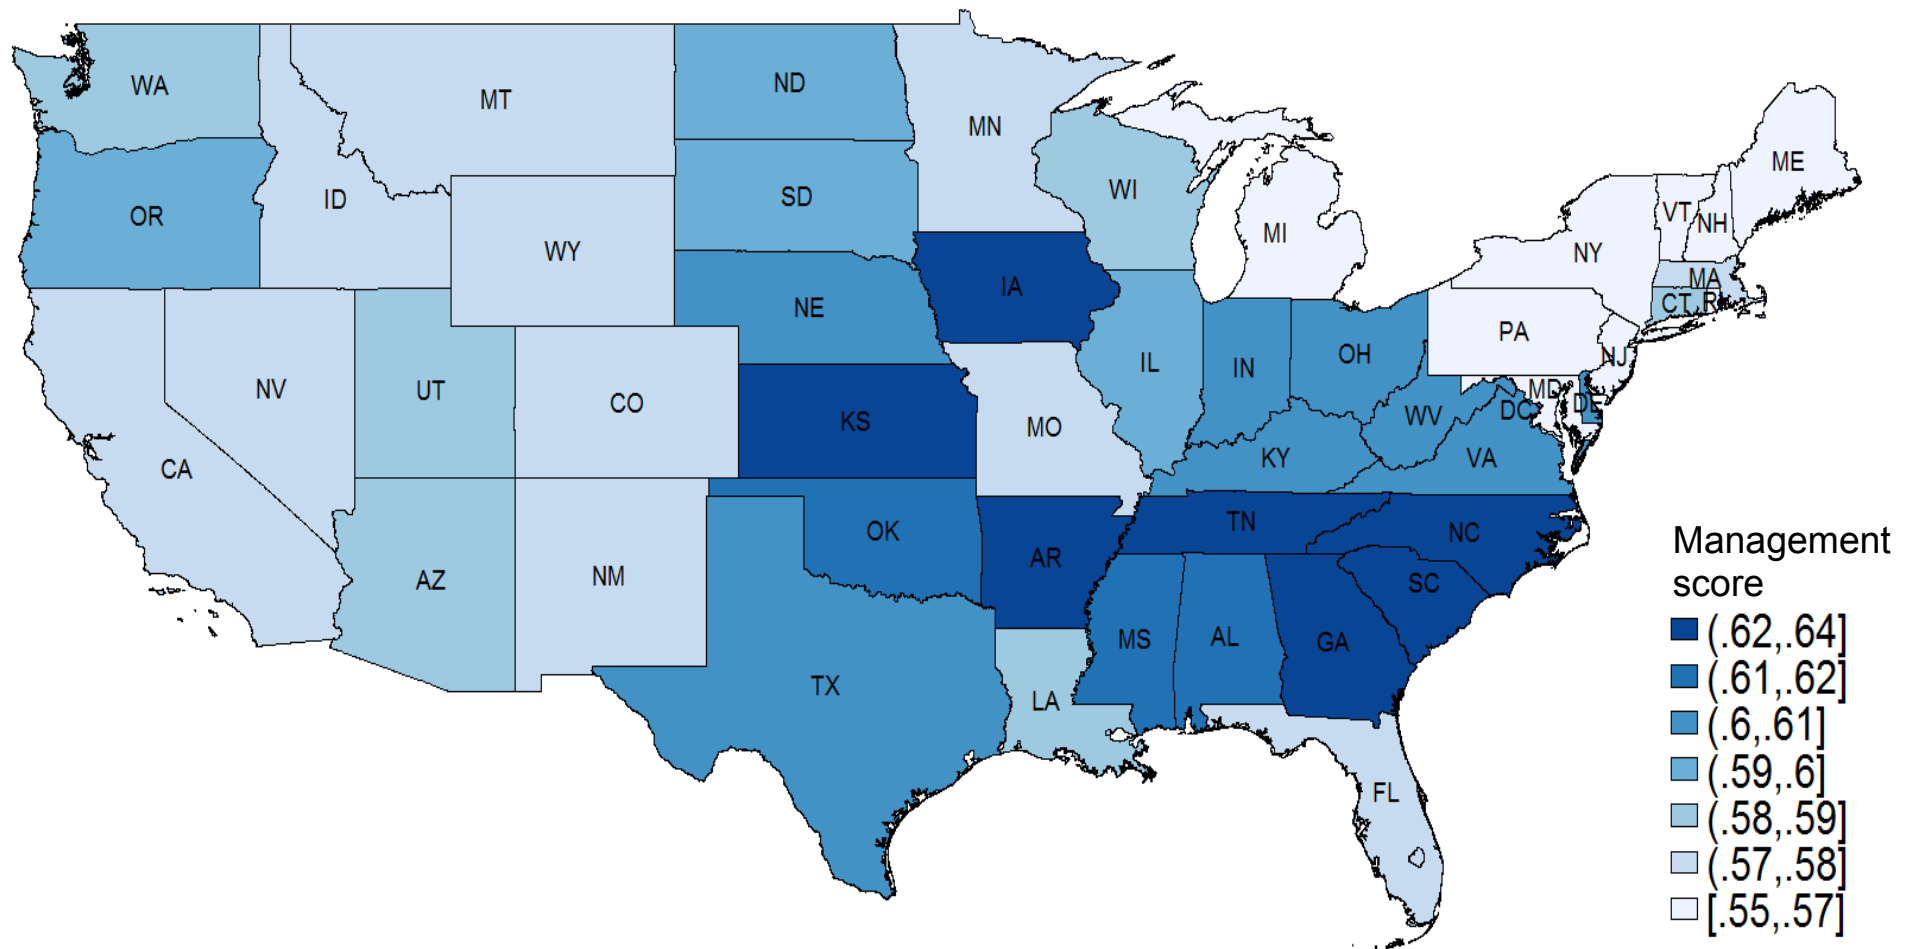 WA
MT
ND
MN
ME
OR
ID
SD
WI
VT
NH
MI
NY
WY
IA
MA
NE
CT
RI
PA
NV
UT
CO
IL
IN
OH
NJ
MD
DE
KS
MO
WV
DC
CA
KY
VA
OK
TN
NC
AZ
NM
AR
SC
MS
AL
GA
TX
LA
FL
Management
score
(.62,.64]
(.61,.62]
(.6,.61]
(.59,.6]
(.58,.59]
(.57,.58]
[.55,.57]